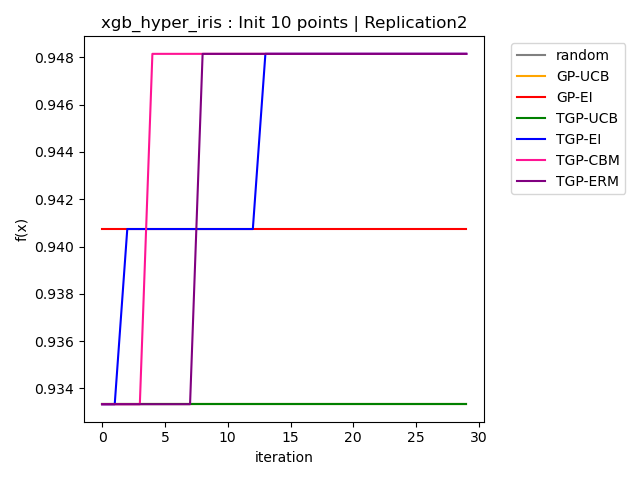 xgb_hyper_iris : Init 10 points | Replication2
0.948
0.946
0.944
0.942
0.940
0.938
0.936
0.934
f(x)
0
5
10
15
20
25
30
iteration
random
GP-UCB
GP-EI
TGP-UCB
TGP-EI
TGP-CBM
TGP-ERM